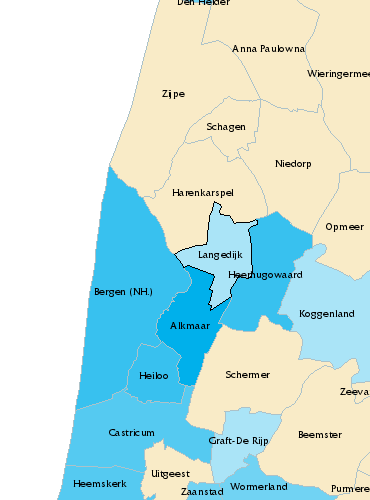 Den Helder
Anna Paulowna
Wieringermee
Zijpe
Schagen
Niedorp
Harenkarspel
Opmeer
Langedijk
Heerhugowaard
Bergen (NH.)
Koggenland
Alkmaar
Heiloo
Schermer
Zeeva
Castricum
Graft-De Rijp
Beemster
Uitgeest
Heemskerk
Wormerland
Zaanstad
Purmere